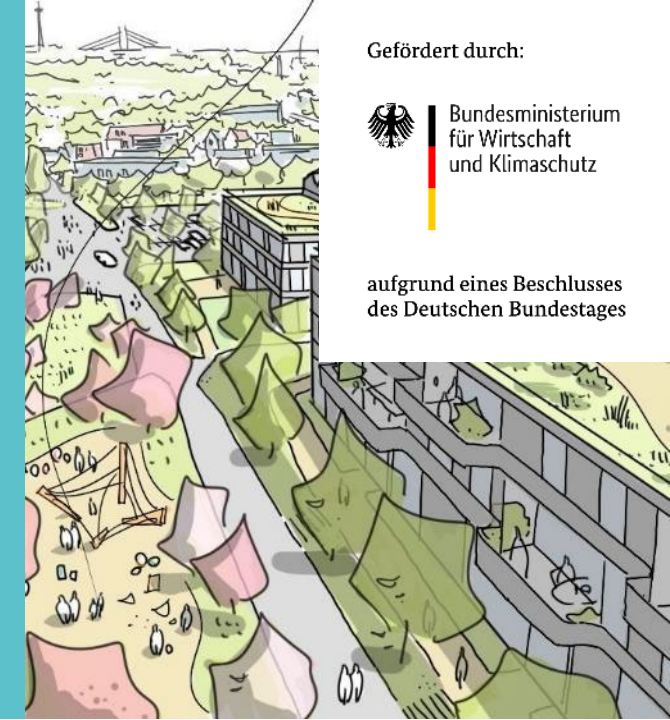 Gefördert durch:
Bundesministerium
für Wirtschaft
und Klimaschutz
aufgrund eines Beschlusses
des Deutschen Bundestages